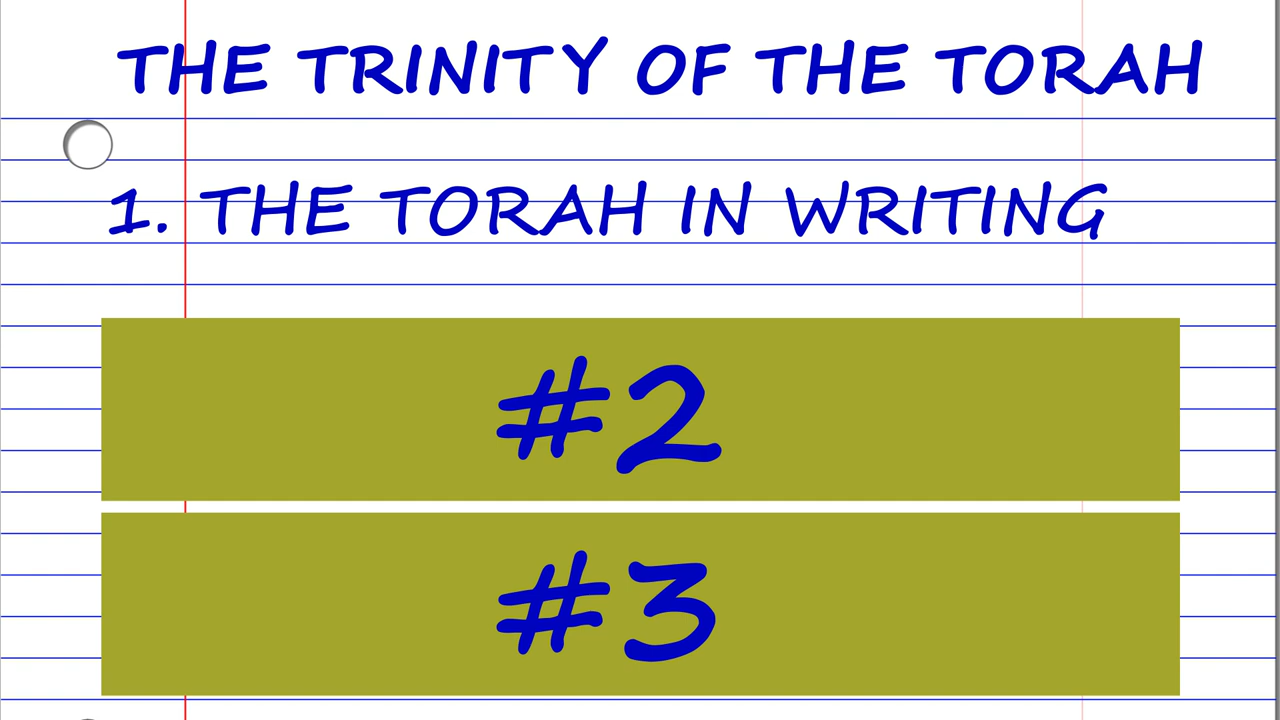 THE TRINITY OF THE TORAH
1. THE TORAH IN WRITING
#2
#3